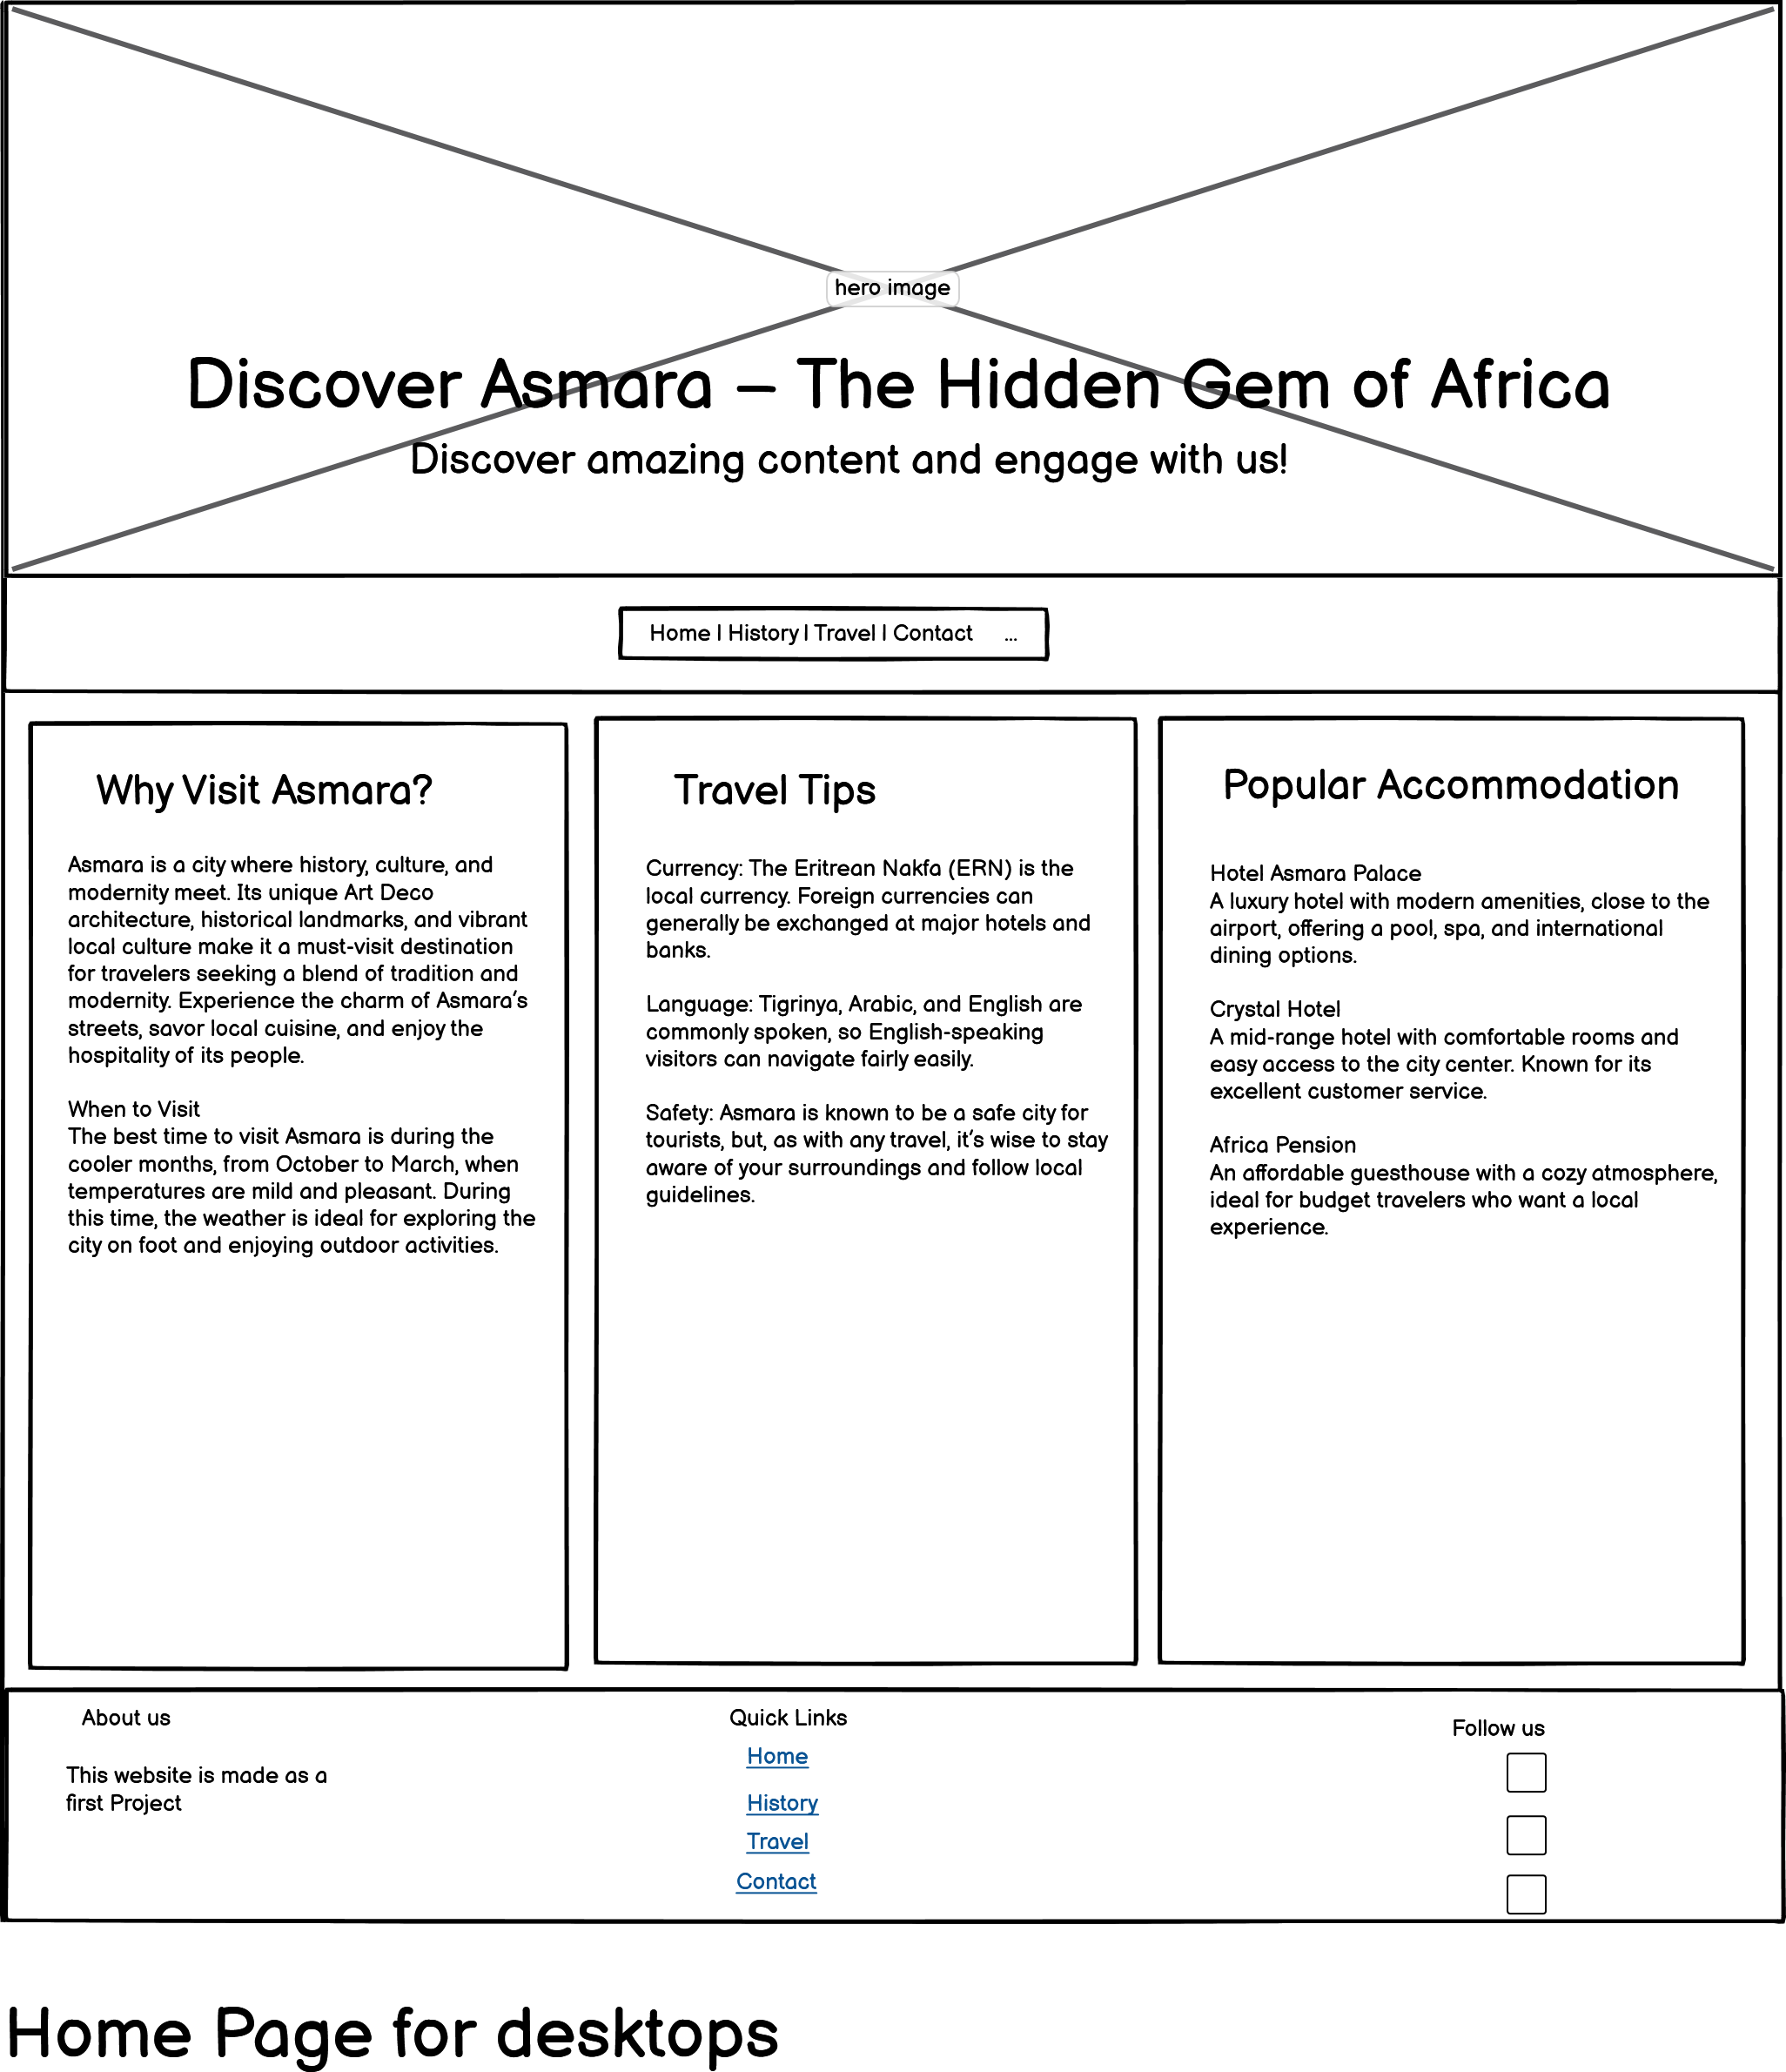 hero image
Discover Asmara – The Hidden Gem of Africa
Discover amazing content and engage with us!
Home | History | Travel | Contact ...
Why Visit Asmara?
Asmara is a city where history, culture, and
modernity meet. Its unique Art Deco
architecture, historical landmarks, and vibrant
local culture make it a must-visit destination
for travelers seeking a blend of tradition and
modernity. Experience the charm of Asmara’s
streets, savor local cuisine, and enjoy the
hospitality of its people.
When to Visit
The best time to visit Asmara is during the
cooler months, from October to March, when
temperatures are mild and pleasant. During
this time, the weather is ideal for exploring the
city on foot and enjoying outdoor activities.
Travel Tips
Currency: The Eritrean Nakfa (ERN) is the
local currency. Foreign currencies can
generally be exchanged at major hotels and
banks.
Language: Tigrinya, Arabic, and English are
commonly spoken, so English-speaking
visitors can navigate fairly easily.
Safety: Asmara is known to be a safe city for
tourists, but, as with any travel, it’s wise to stay
aware of your surroundings and follow local
guidelines.
Popular Accommodation
Hotel Asmara Palace
A luxury hotel with modern amenities, close to the
airport, offering a pool, spa, and international
dining options.
Crystal Hotel
A mid-range hotel with comfortable rooms and
easy access to the city center. Known for its
excellent customer service.
Africa Pension
An affordable guesthouse with a cozy atmosphere,
ideal for budget travelers who want a local
experience.
About us
This website is made as a
first Project
Quick Links
Home
History
Travel
Contact
Follow us
Home Page for desktops